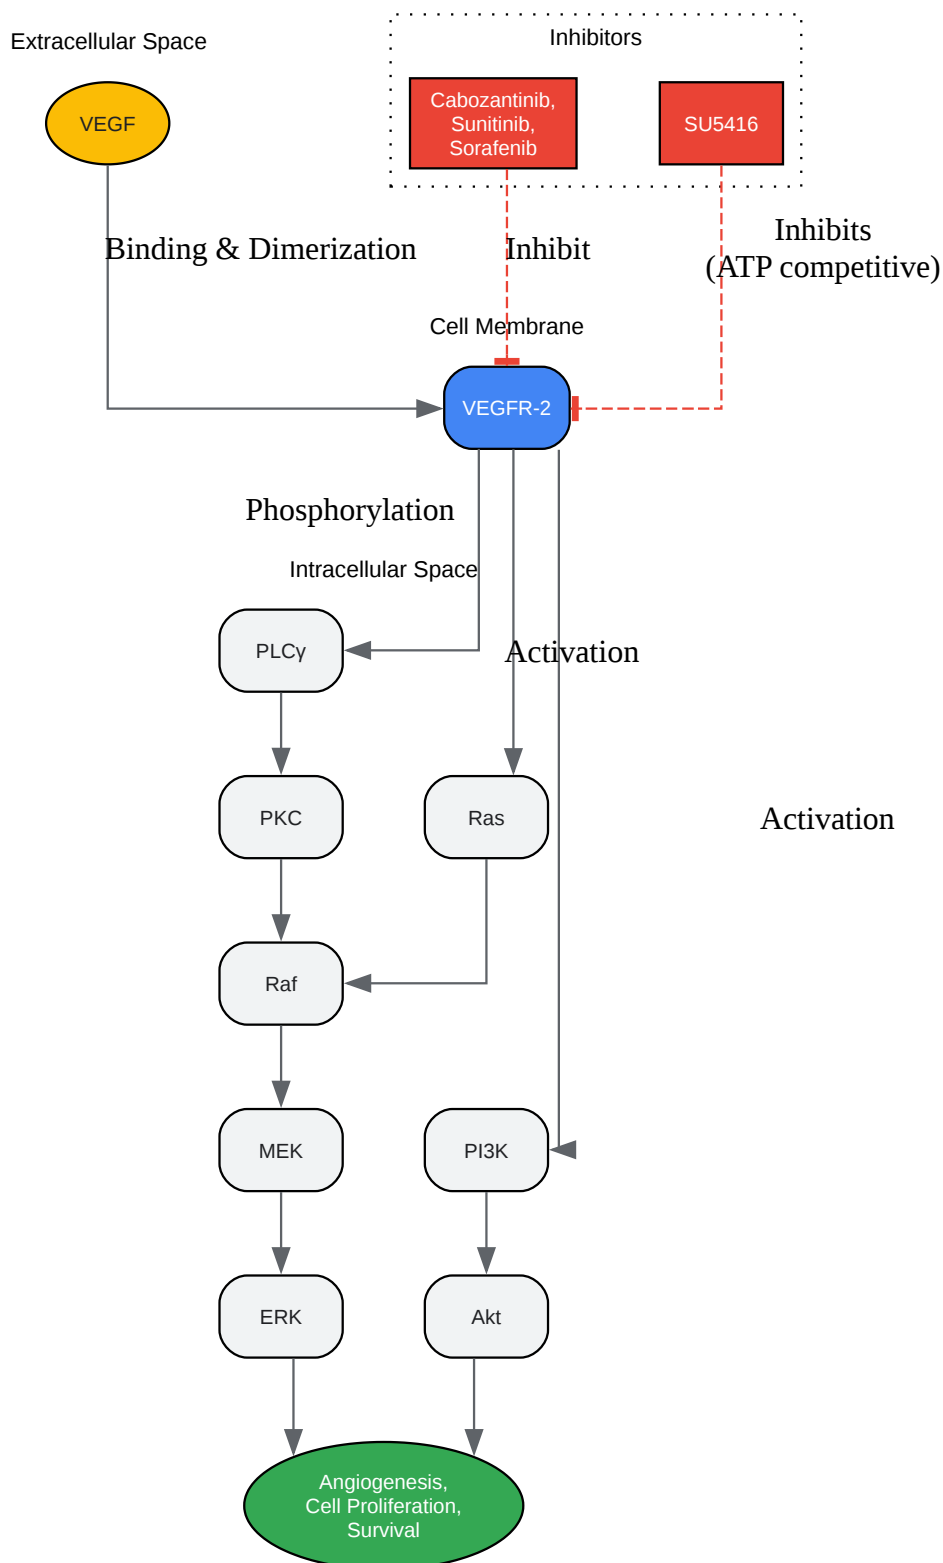 Extracellular Space
Inhibitors
VEGF
Cabozantinib,
Sunitinib,
Sorafenib
SU5416
Binding & Dimerization
Inhibit
Inhibits
(ATP competitive)
Cell Membrane
VEGFR-2
Phosphorylation
Intracellular Space
PLCγ
Activation
PKC
Ras
Activation
Raf
MEK
PI3K
ERK
Akt
Angiogenesis,
Cell Proliferation,
Survival